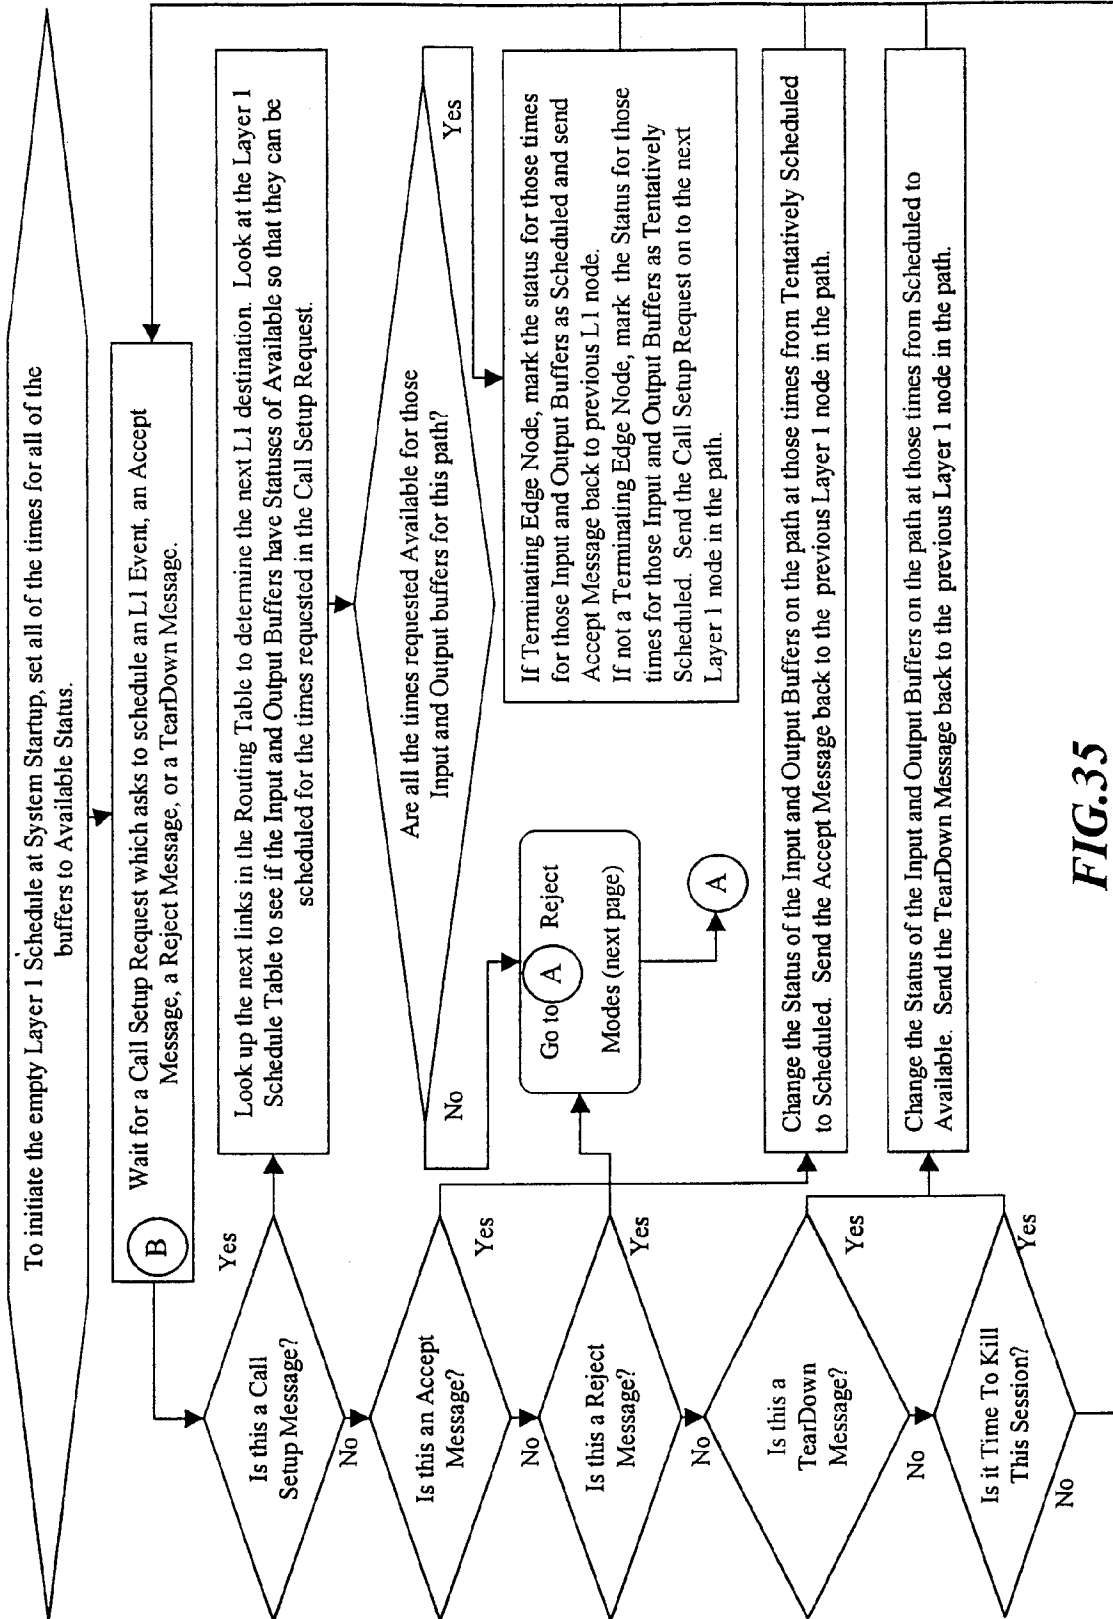 To initiate the empty Layer 1 Schedule at System Startup, set all of the times for all of the
buffers to Available Status.
B
Wait for a Call Setup Request which asks to schedule an L1 Event, an Accept
Message, a Reject Message, or a TearDown Message.
Is this a Call
Setup Message?
Yes
No
Look up the next links in the Routing Table to determine the next L1 destination. Look at the Layer 1
Schedule Table to see if the Input and Output Buffers have Statuses of Available so that they can be
scheduled for the times requested in the Call Setup Request.
Are all the times requested Available for those
Input and Output buffers for this path?
Yes
No
If Terminating Edge Node, mark the status for those times
for those Input and Output Buffers as Scheduled and send
Accept Message back to previous L1 node.
If not a Terminating Edge Node, mark the Status for those
times for those Input and Output Buffers as Tentatively
Scheduled. Send the Call Setup Request on to the next
Layer 1 node in the path.
Go to A Reject
Modes (next page)
A
Is this an Accept
Message?
Yes
No
Is this a Reject
Message?
Yes
No
Change the Status of the Input and Output Buffers on the path at those times from Tentatively Scheduled
to Scheduled. Send the Accept Message back to the previous Layer 1 node in the path.
Is this a
TearDown
Message?
Yes
No
Change the Status of the Input and Output Buffers on the path at those times from Scheduled to
Available. Send the TearDown Message back to the previous Layer 1 node in the path.
Is it Time To Kill
This Session?
Yes
No
FIG.35